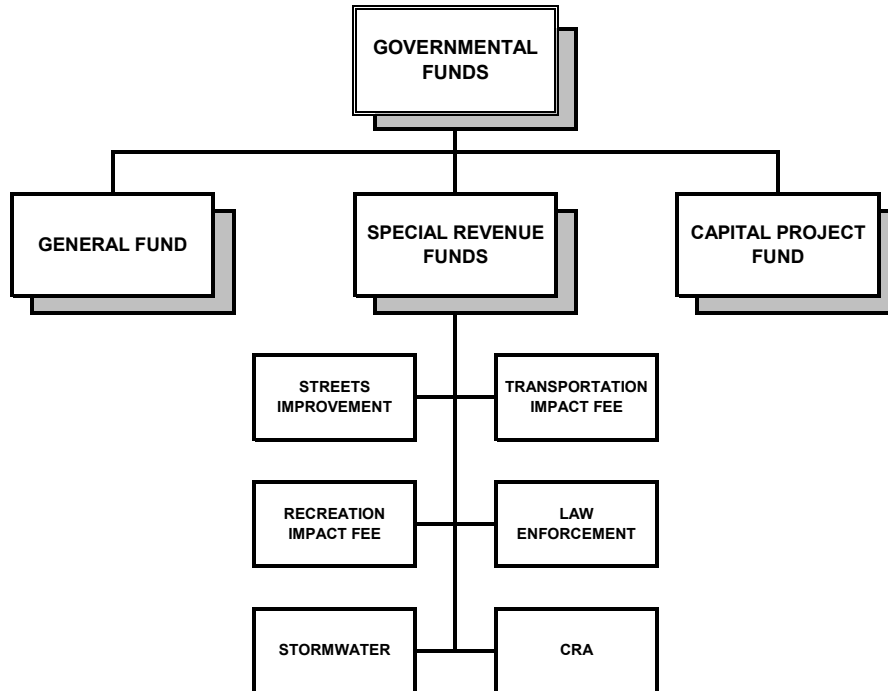 GOVERNMENTAL
FUNDS
GENERAL FUND
SPECIAL REVENUE
FUNDS
CAPITAL PROJECT
FUND
STREETS
IMPROVEMENT
TRANSPORTATION
IMPACT FEE
RECREATION
IMPACT FEE
LAW
ENFORCEMENT
STORMWATER
CRA